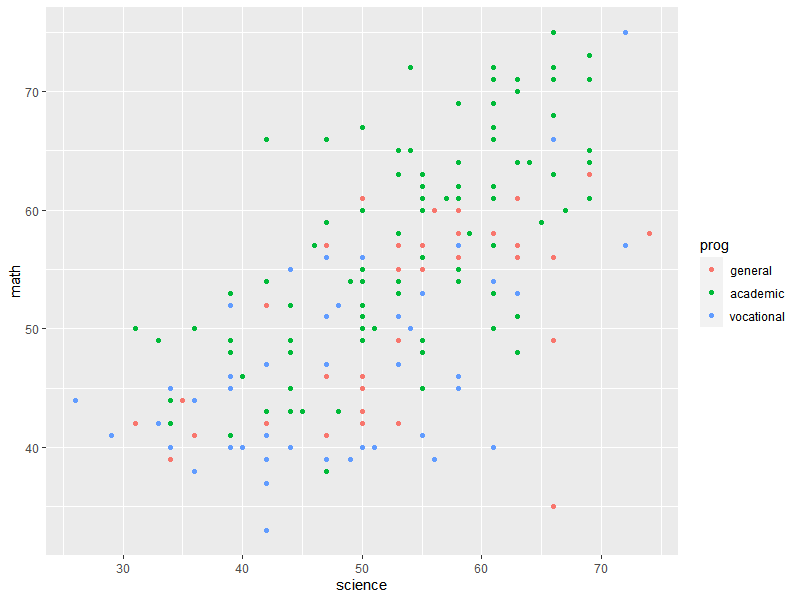 70
60
50
40
30 40 50 60 70
science
math
prog
general
academic
vocational